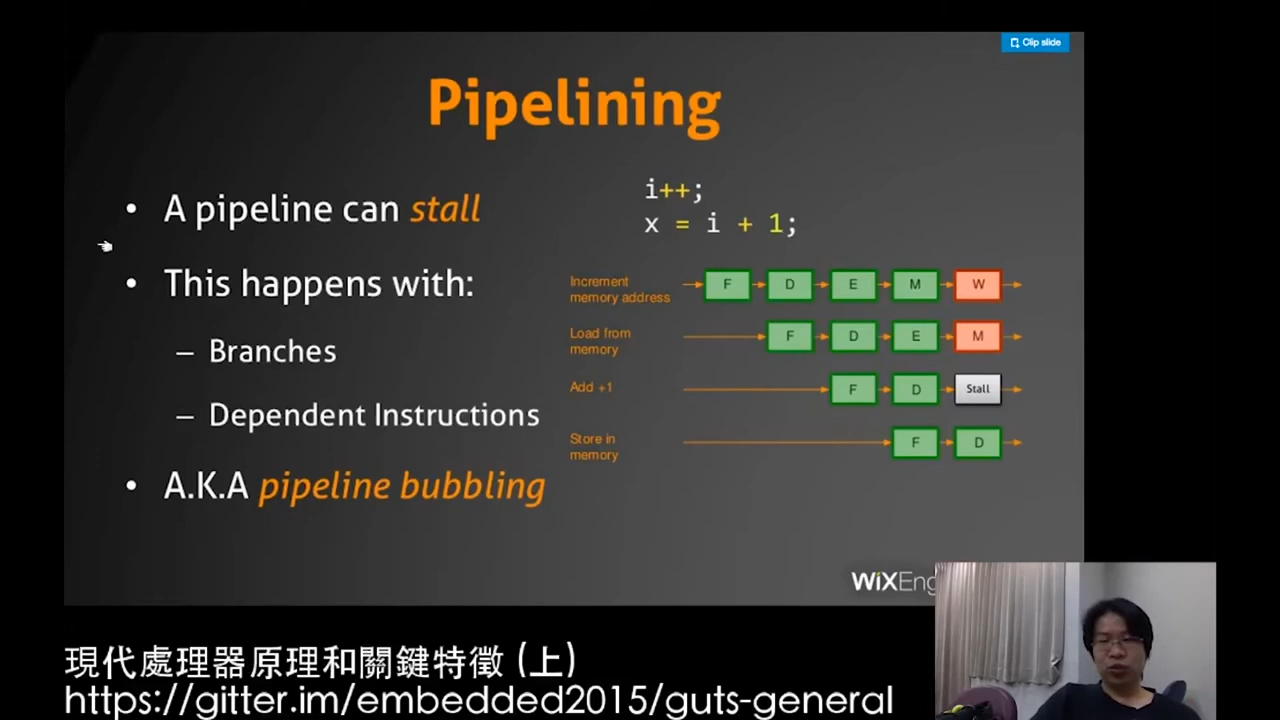 Clip slide
Pipelining
• A pipeline can stall
• This happens with:
– Branches
– Dependent Instructions
• A.K.A pipeline bubbling
i++;
x = i + 1;
Increment
memory address
F D E M W
Load from
memory
F D E M
Add +1
F D Stall
Store in
memory
F D
WiXEng
現代處理器原理和關鍵特徵 (上)
https://gitter.im/embedded2015/guts-general